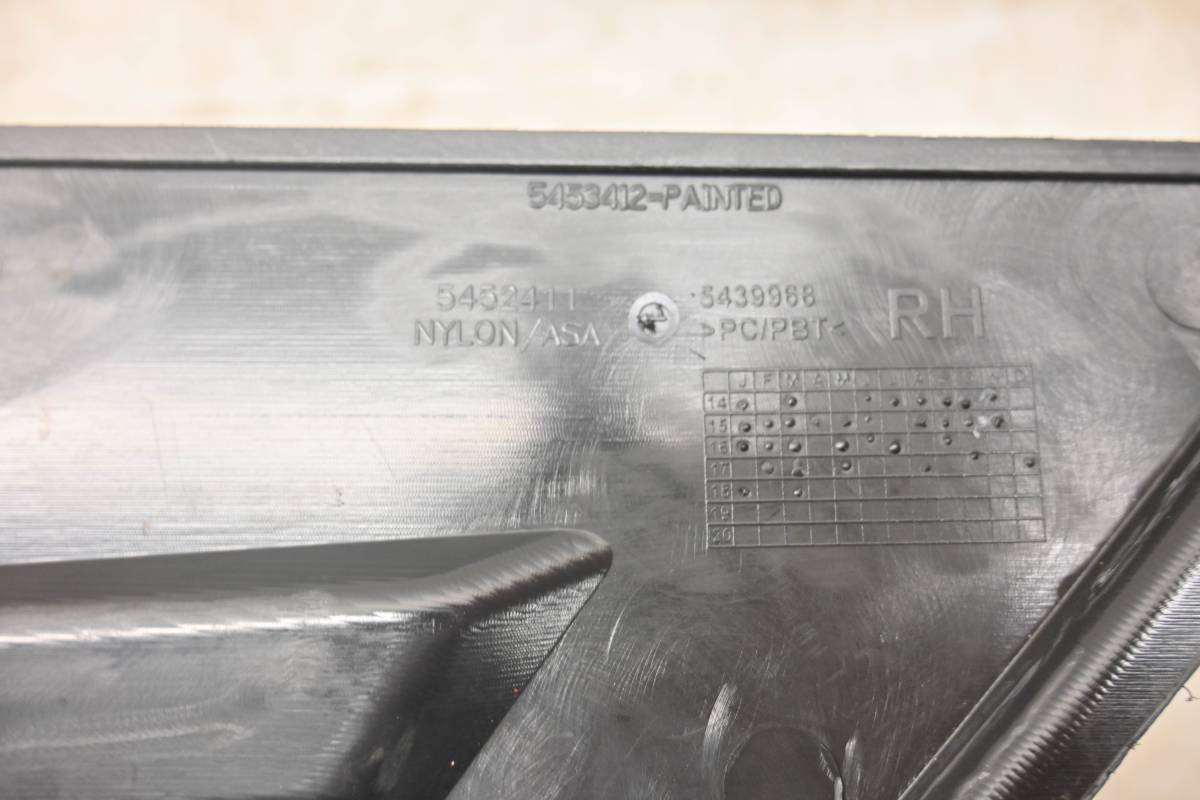 5453412-PAINTED
5452411
NYLON/ASA
5439968
>PC/PBT<
RH
J F M A M J J A S O N D
14
15
16
17
18
19
20